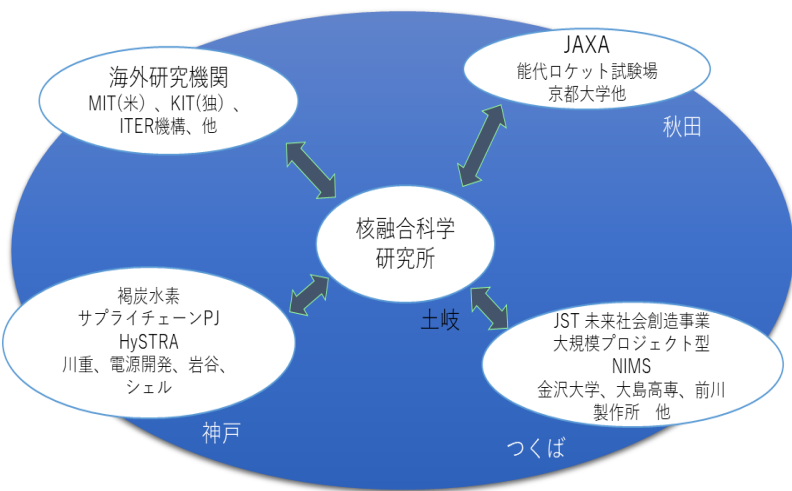 海外研究機関
MIT(米）、KIT(独）、
ITER機構、他
JAXA
能代ロケット試験場
京都大学他
秋田
核融合科学
研究所
土岐
褐炭水素
サプライチェーンPJ
HySTRA
川重、電源開発、岩谷、
シェル
神戸
JST 未来社会創造事業
大規模プロジェクト型
NIMS
金沢大学、大島高専、前川
製作所　他
つくば